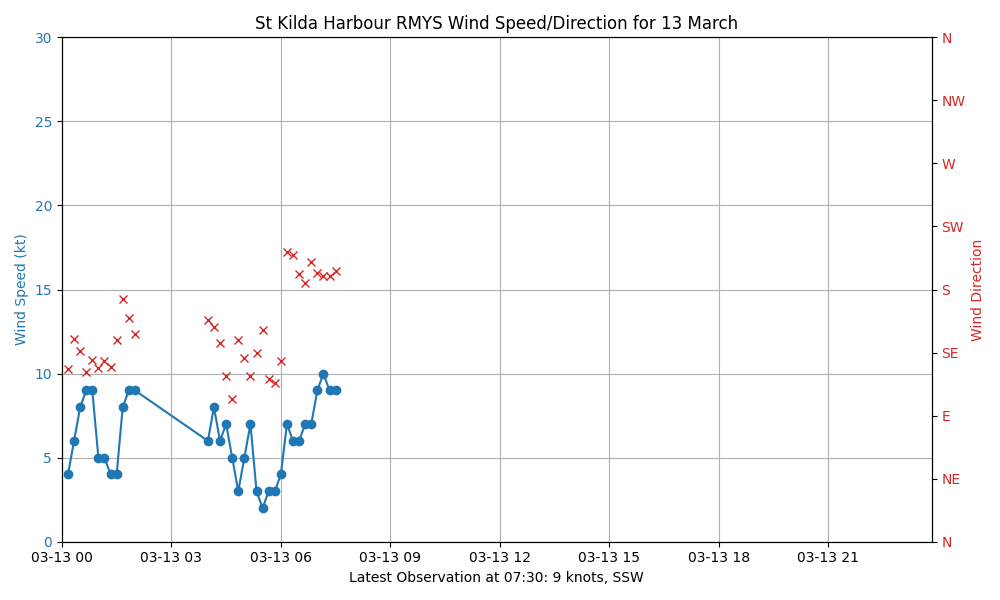 St Kilda Harbour RMYS Wind Speed/Direction for 13 March
Wind Speed (kt)
30
25
20
15
10
5
0
N
NW
W
SW
S
SE
E
NE
N
Wind Direction
03-13 00 03-13 03 03-13 06 03-13 09 03-13 12 03-13 15 03-13 18 03-13 21
Latest Observation at 07:30: 9 knots, SSW